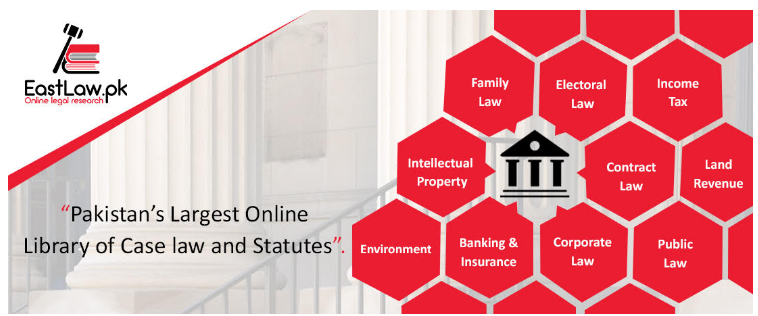 EastLaw.pk
Online legal research
“Pakistan’s Largest Online
Library of Case law and Statutes”.
Family
Law
Electoral
Law
Income
Tax
Intellectual
Property
Contract
Law
Land
Revenue
Environment
Banking &
Insurance
Corporate
Law
Public
Law